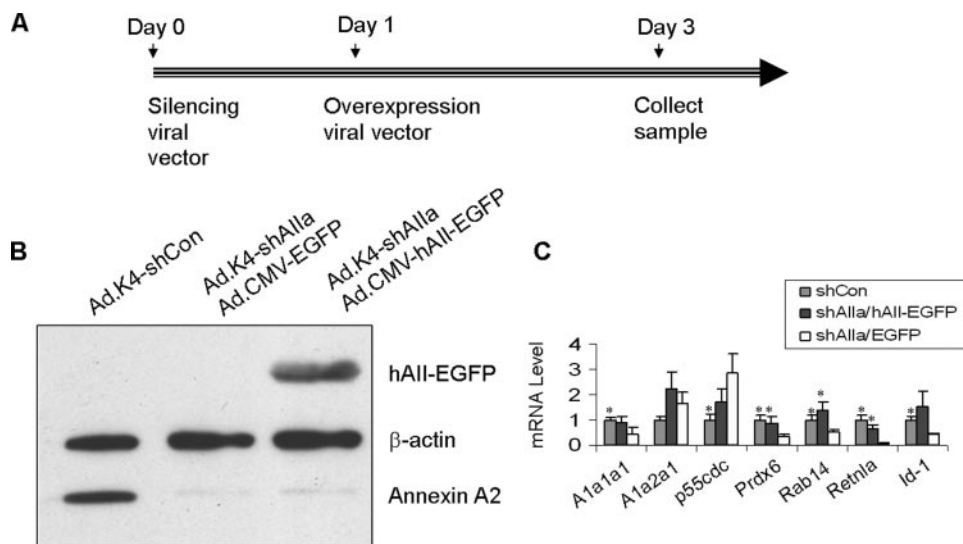 A
Day 0
Day 1
Day 3
Silencing
viral
vector
Overexpression
viral vector
Collect
sample
B
Ad.K4-shCon
Ad.K4-shAIIa
Ad.CMV-EGFP
Ad.K4-shAIIa
Ad.CMV-hAII-EGFP
hAII-EGFP
β-actin
Annexin A2
C
shCon
shAIIa/hAII-EGFP
shAIIa/EGFP
mRNA Level
4
3
2
1
0
* * * * * * * * *
A1a1a1
A1a2a1
p55cdc
Prdx6
Rab14
Retnla
Id-1